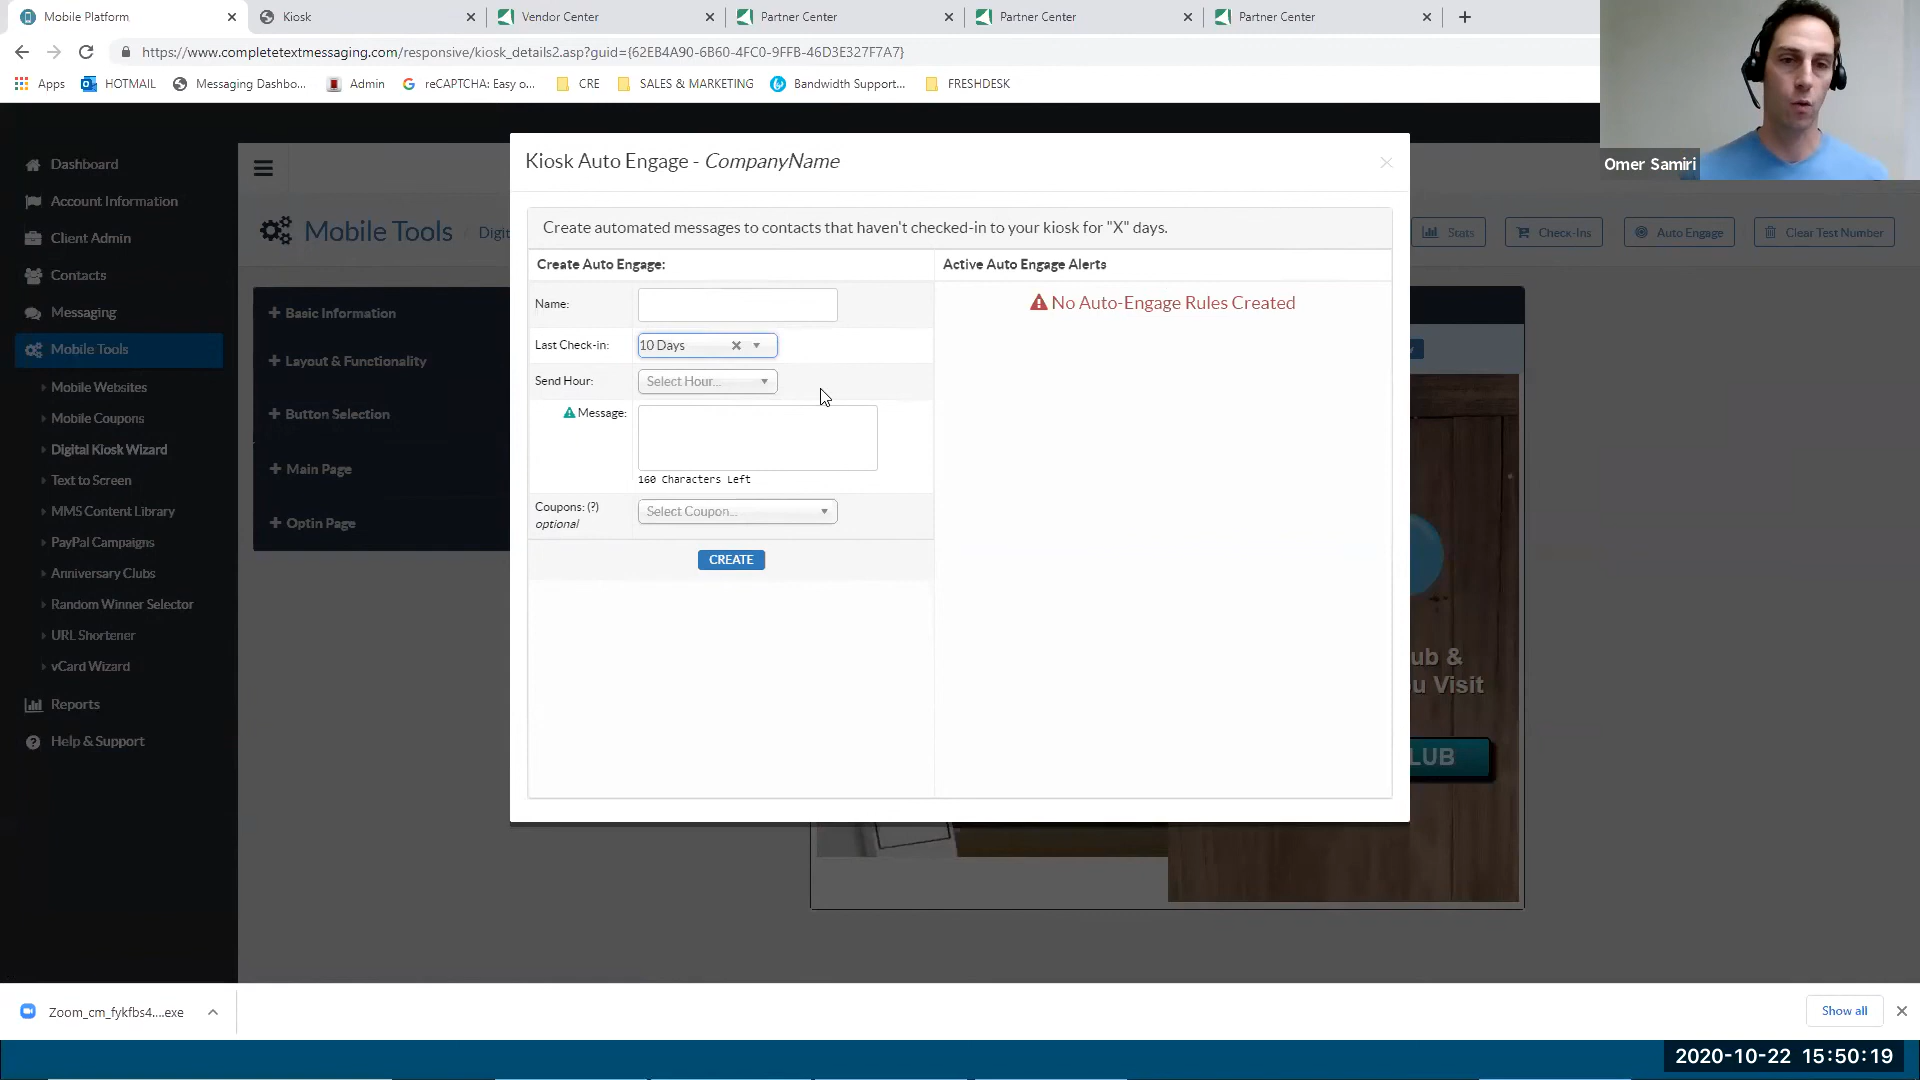 Mobile Platform
Kiosk
Vendor Center
Partner Center
Partner Center
Partner Center
https://www.completetextmessaging.com/responsive/kiosk_details2.asp?guid={62EB4A90-6B60-4FC0-9FFB-46D3E327F7A7}
Apps
HOTMAIL
Messaging Dashbo...
Admin
reCAPTCHA: Easy o...
CRE
SALES & MARKETING
Bandwidth Support...
FRESHDESK
Omer Samiri
Dashboard
Account Information
Client Admin
Contacts
Messaging
Mobile Tools
Mobile Websites
Mobile Coupons
Digital Kiosk Wizard
Text to Screen
MMS Content Library
PayPal Campaigns
Anniversary Clubs
Random Winner Selector
URL Shortener
vCard Wizard
Reports
Help & Support
Mobile Tools
Digit
Stats
Check-Ins
Auto Engage
Clear Test Number
Basic Information
Layout & Functionality
Button Selection
Main Page
Optin Page
Kiosk Auto Engage - CompanyName
Create automated messages to contacts that haven't checked-in to your kiosk for "X" days.
Create Auto Engage:
Active Auto Engage Alerts
Name:
No Auto-Engage Rules Created
Last Check-in:
10 Days
Send Hour:
Select Hour...
Message:
160 Characters Left
Coupons: (?)
optional
Select Coupon...
CREATE
ub &
u Visit
LUB
Zoom_cm_fykfbs4....exe
Show all
2020-10-22 15:50:19